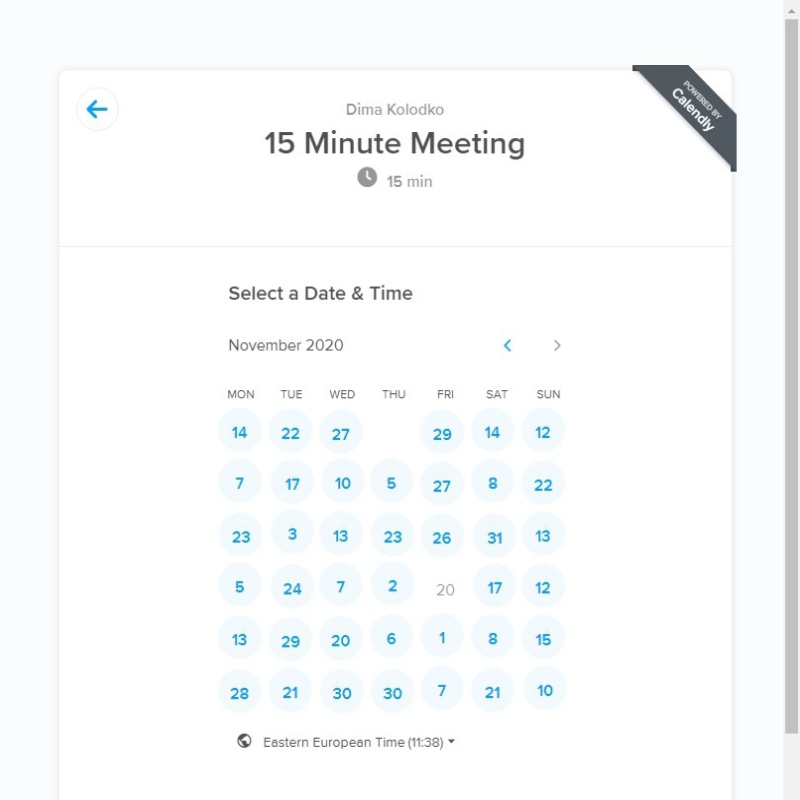 POWERED BY
Calendly
Dima Kolodko
15 Minute Meeting
15 min
Select a Date & Time
November 2020
MON TUE WED THU FRI SAT SUN
14 22 27 29 14 12
7 17 10 5 27 8 22
23 3 13 23 26 31 13
5 24 7 2 20 17 12
13 29 20 6 1 8 15
28 21 30 30 7 21 10
Eastern European Time (11:38)